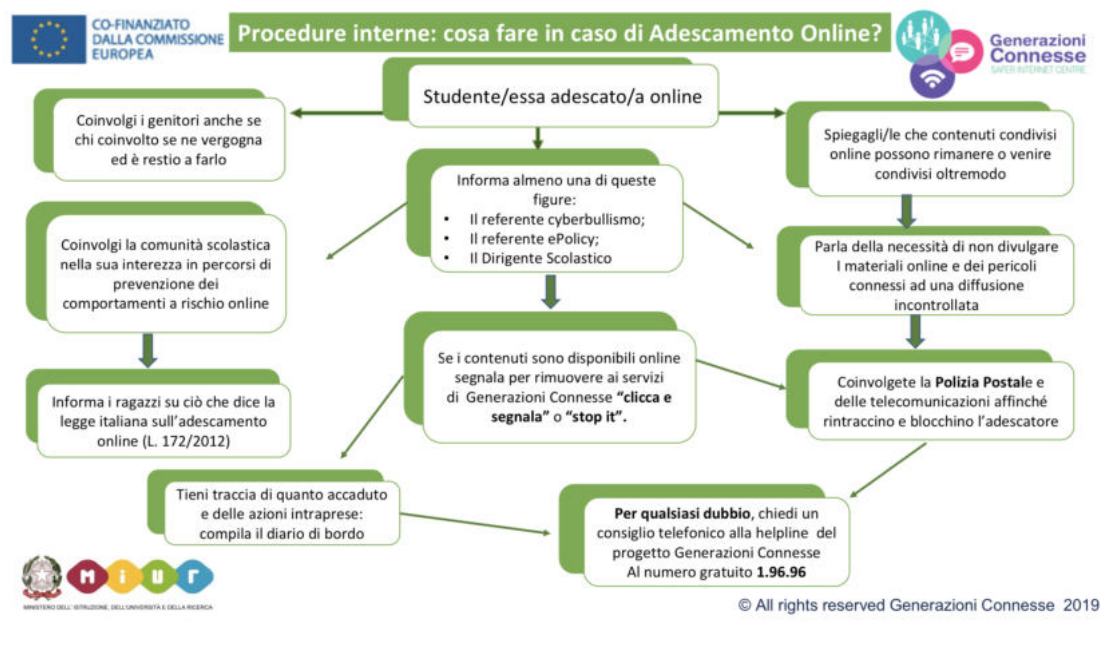 CO-FINANZIATO
DALLA COMMISSIONE
EUROPEA
Procedure interne: cosa fare in caso di Adescamento Online?
Generazioni
Connesse
SAFER INTERNET CENTRE
Studente/essa adescato/a online
Coinvolgi i genitori anche se
chi coinvolto se ne vergogna
ed è restio a farlo
Informa almeno una di queste
figure:
• Il referente cyberbullismo;
• Il referente ePolicy;
• Il Dirigente Scolastico
Spiegagli/le che contenuti condivisi
online possono rimanere o venire
condivisi oltremodo
Coinvolgi la comunità scolastica
nella sua interezza in percorsi di
prevenzione dei
comportamenti a rischio online
Parla della necessità di non divulgare
I materiali online e dei pericoli
connessi ad una diffusione
incontrollata
Se i contenuti sono disponibili online
segnala per rimuovere ai servizi
di Generazioni Connesse “clicca e
segnala” o “stop it”.
Informa i ragazzi su ciò che dice la
legge italiana sull’adescamento
online (L. 172/2012)
Coinvolgete la Polizia Postale e
delle telecomunicazioni affinché
rintraccino e blocchino l’adescatore
Tieni traccia di quanto accaduto
e delle azioni intraprese:
compila il diario di bordo
Per qualsiasi dubbio, chiedi un
consiglio telefonico alla helpline del
progetto Generazioni Connesse
Al numero gratuito 1.96.96
MiUr
MINISTERO DELL’ISTRUZIONE, DELL’UNIVERSITÀ E DELLA RICERCA
© All rights reserved Generazioni Connesse 2019